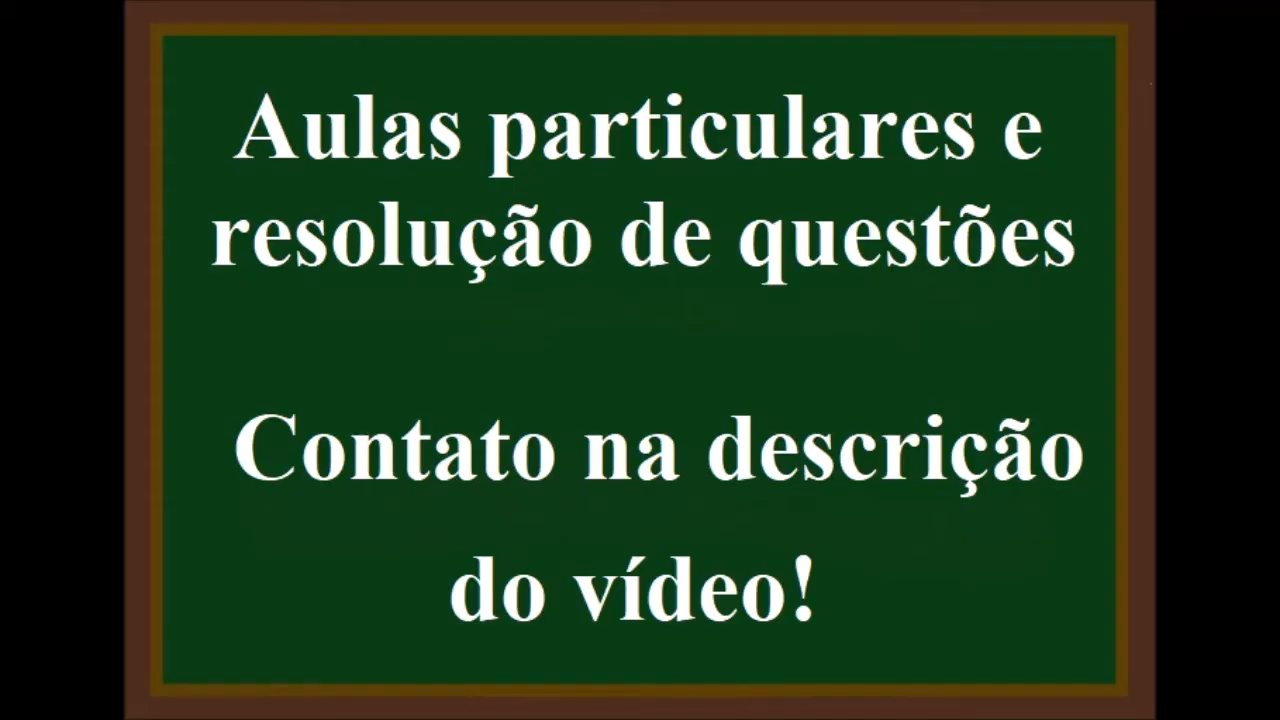 Aulas particulares e
resolução de questões
Contato na descrição
do vídeo!